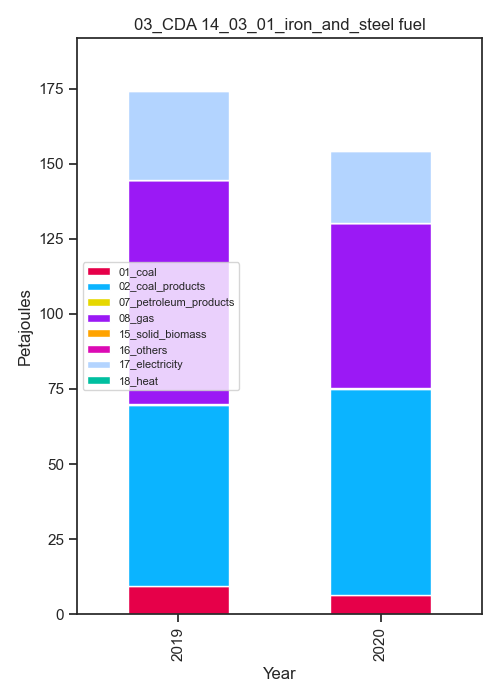 03_CDA 14_03_01_iron_and_steel fuel
175
150
125
100
75
50
25
0
Petajoules
01_coal
02_coal_products
07_petroleum_products
08_gas
15_solid_biomass
16_others
17_electricity
18_heat
2019
2020
Year